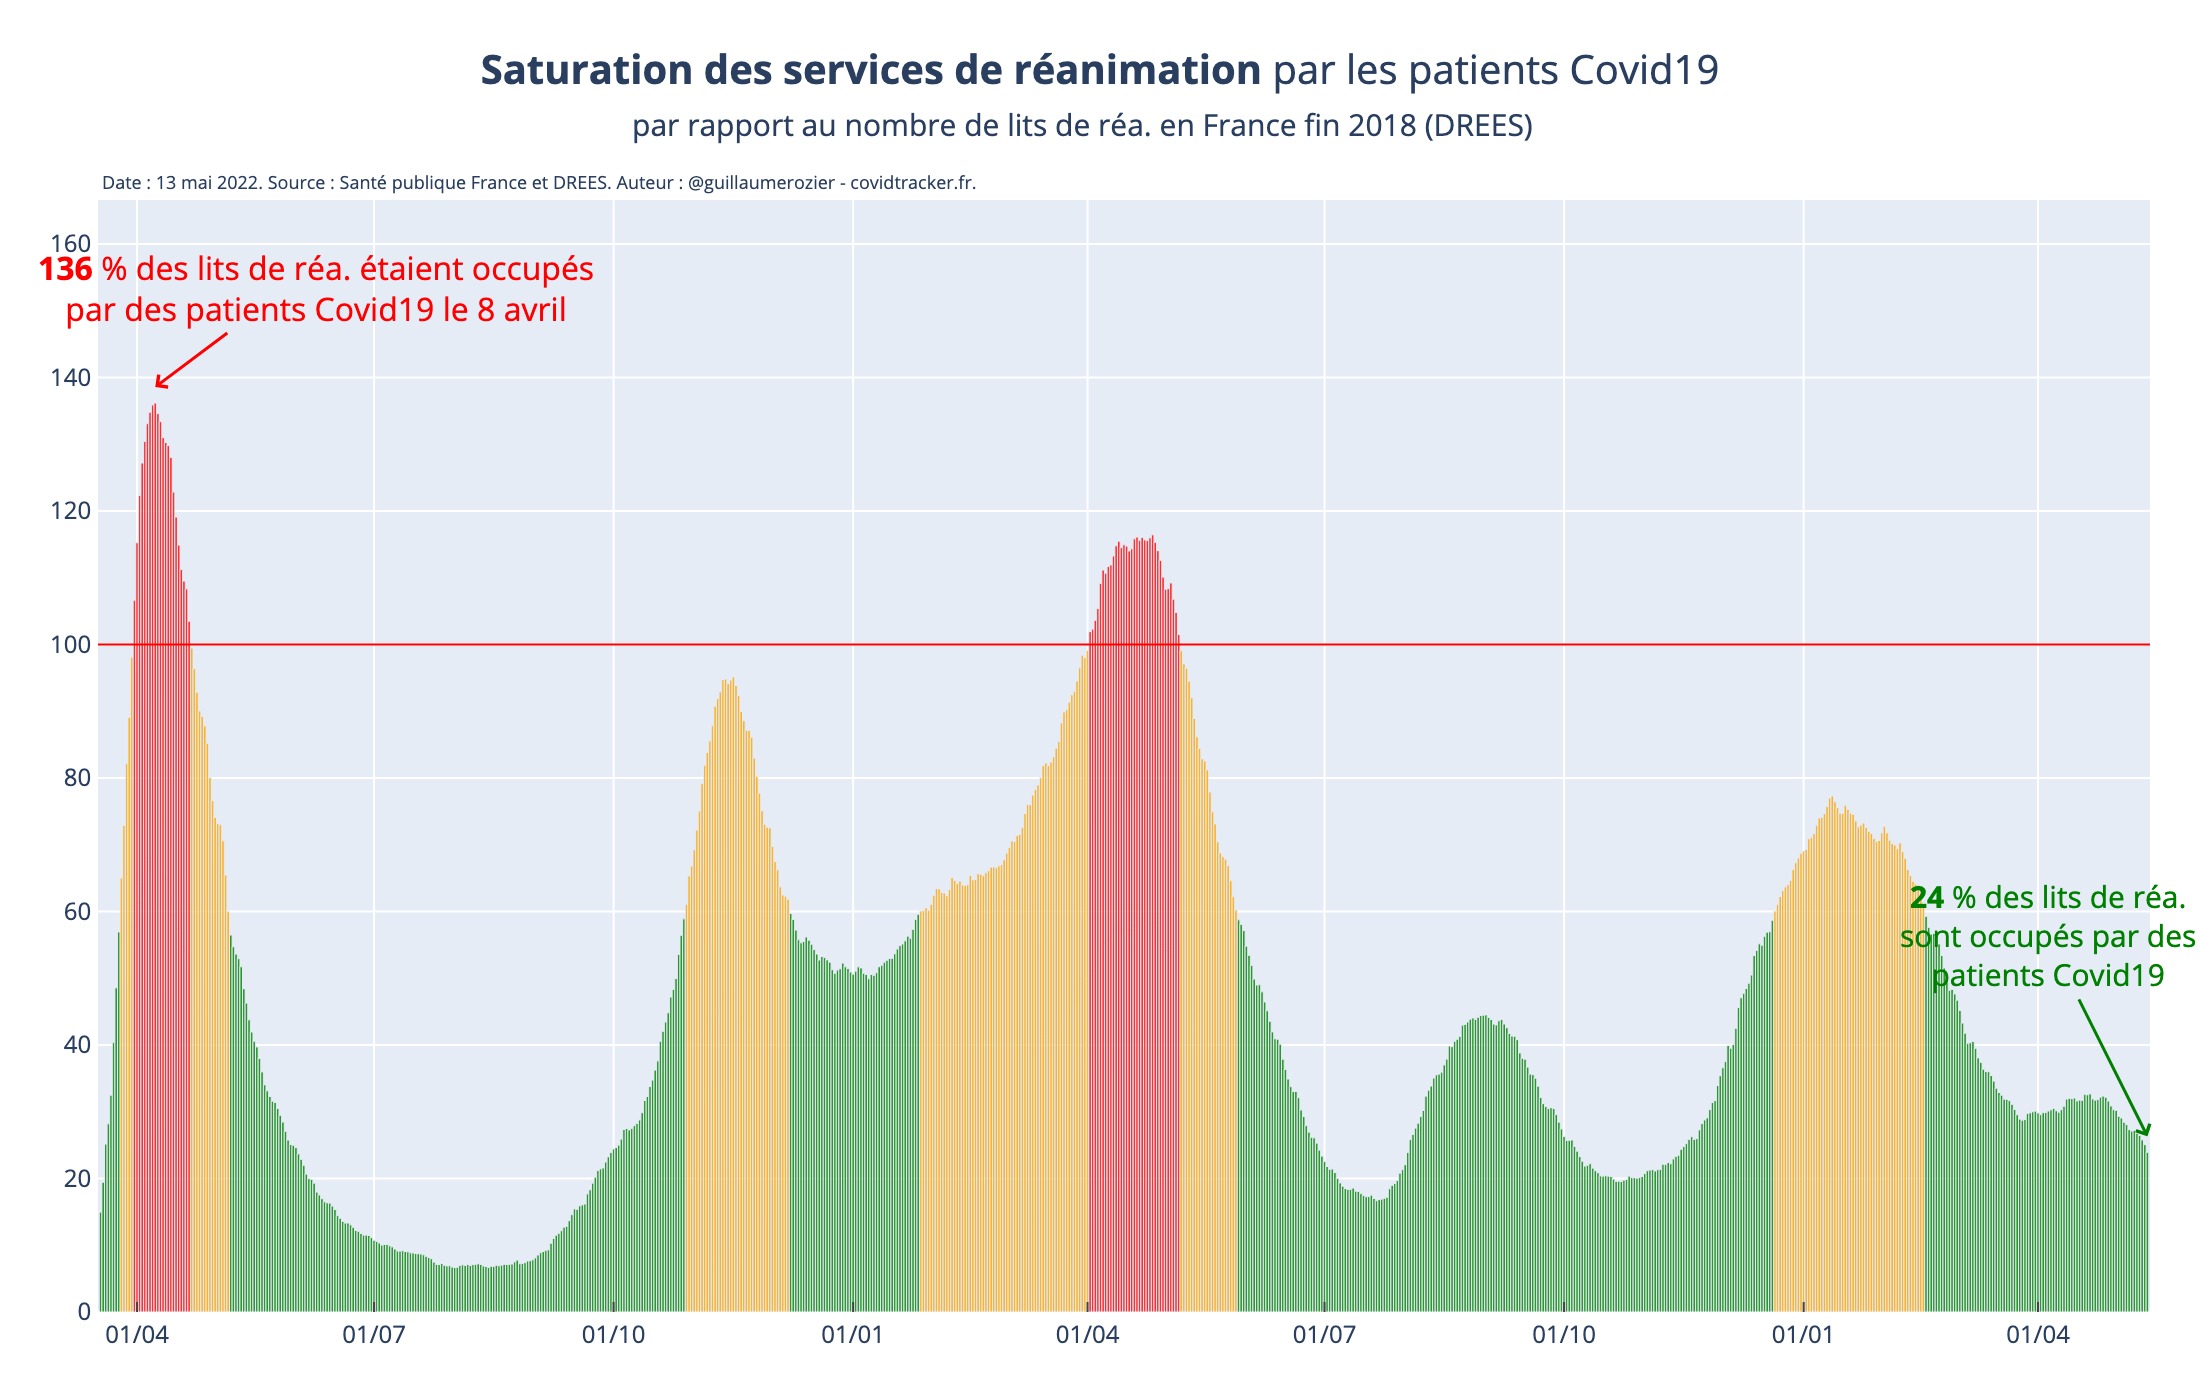 Saturation des services de réanimation par les patients Covid19
par rapport au nombre de lits de réa. en France fin 2018 (DREES)
Date : 13 mai 2022. Source : Santé publique France et DREES. Auteur : @guillaumerozier - covidtracker.fr.
160
136 % des lits de réa. étaient occupés
par des patients Covid19 le 8 avril
140
120
100
80
60
24 % des lits de réa.
sont occupés par des
patients Covid19
40
20
0
01/04 01/07 01/10 01/01 01/04 01/07 01/10 01/01 01/04